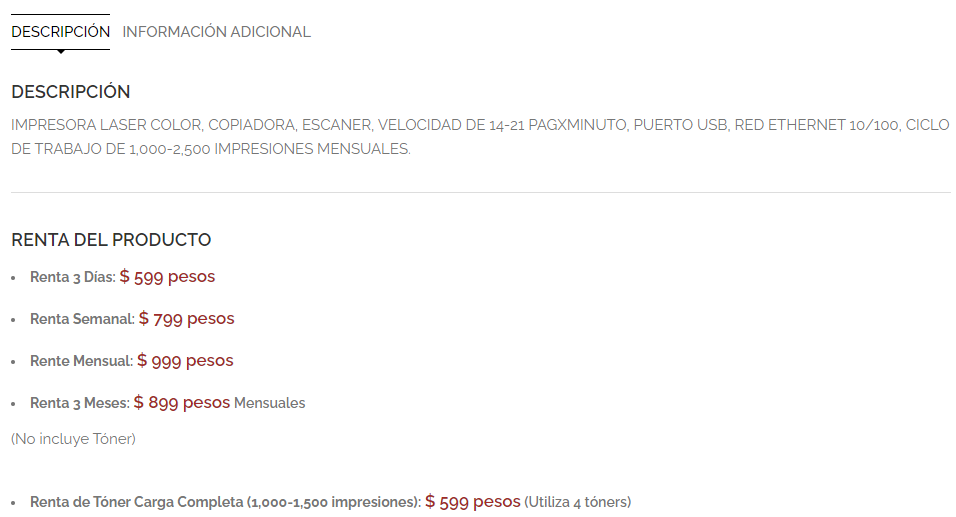 DESCRIPCIÓN INFORMACIÓN ADICIONAL
DESCRIPCIÓN
IMPRESORA LASER COLOR, COPIADORA, ESCANER, VELOCIDAD DE 14-21 PAGXMINUTO, PUERTO USB, RED ETHERNET 10/100, CICLO
DE TRABAJO DE 1,000-2,500 IMPRESIONES MENSUALES.
RENTA DEL PRODUCTO
• Renta 3 Días: $ 599 pesos
• Renta Semanal: $ 799 pesos
• Rente Mensual: $ 999 pesos
• Renta 3 Meses: $ 899 pesos Mensuales
(No incluye Tóner)
• Renta de Tóner Carga Completa (1,000-1,500 impresiones): $ 599 pesos (Utiliza 4 tóners)